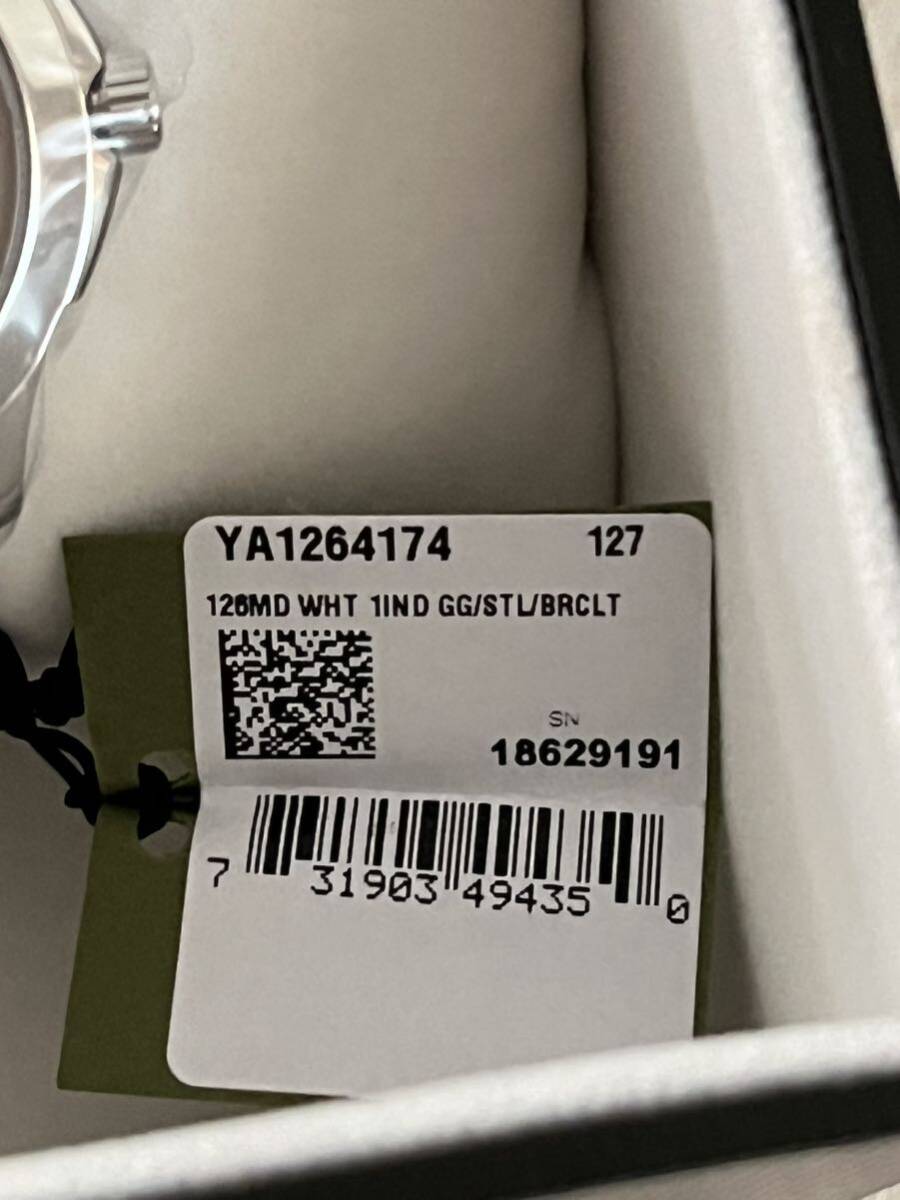 YA1264174 127
126MD WHT 1IND GG/STL/BRCLT
SN
18629191
7 31903 49435 0